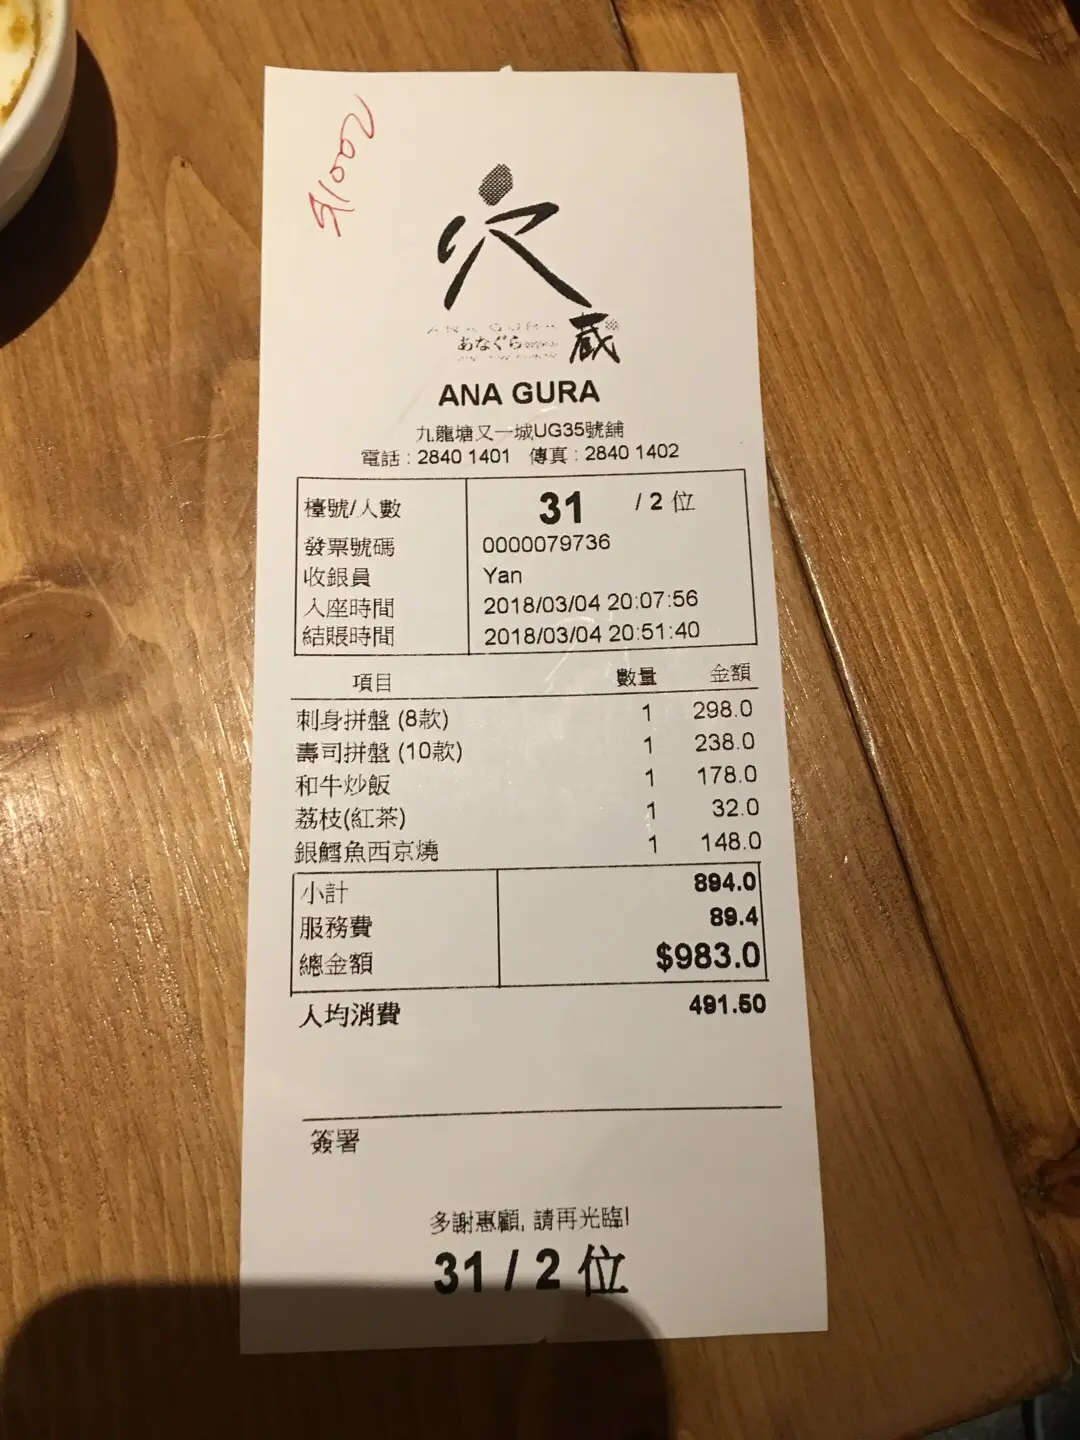 $1002
穴
蔵
ANA GURA
あなぐら
ANA GURA
九龍塘又一城UG35號舖
電話 : 2840 1401 傳真 : 2840 1402
檯號/人數 31 / 2 位
發票號碼 0000079736
收銀員 Yan
入座時間 2018/03/04 20:07:56
結賬時間 2018/03/04 20:51:40
項目 數量 金額
刺身拼盤 (8款) 1 298.0
壽司拼盤 (10款) 1 238.0
和牛炒飯 1 178.0
荔枝(紅茶) 1 32.0
銀鱈魚西京燒 1 148.0
小計 894.0
服務費 89.4
總金額 $983.0
人均消費 491.50
簽署
多謝惠顧, 請再光臨!
31 / 2 位